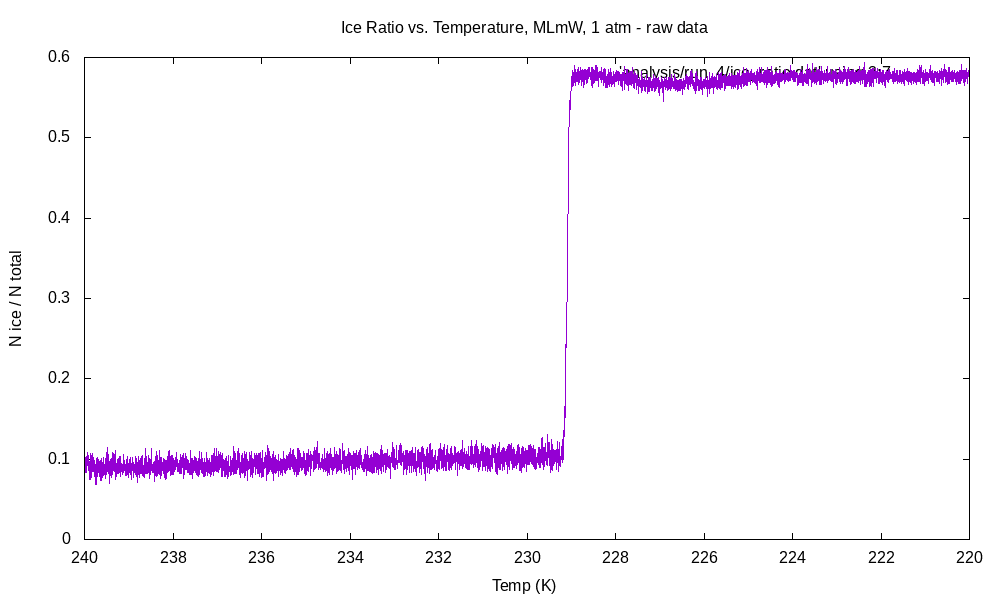 Ice Ratio vs. Temperature, MLmW, 1 atm - raw data
0.6
0.5
0.4
0.3
0.2
0.1
0
N ice / N total
240 238 236 234 232 230 228 226 224 222 220
Temp (K)